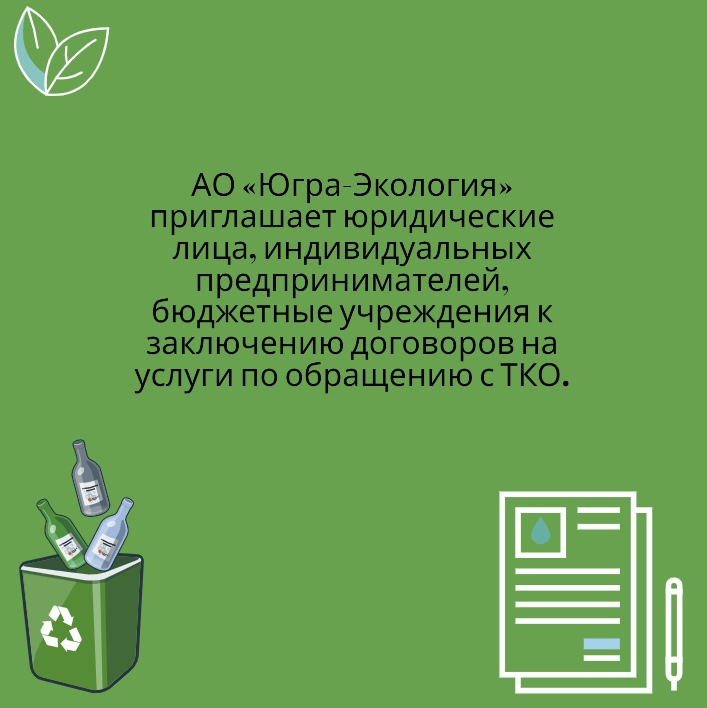 АО «Югра-Экология»
приглашает юридические
лица, индивидуальных
предпринимателей,
бюджетные учреждения к
заключению договоров на
услуги по обращению с ТКО.